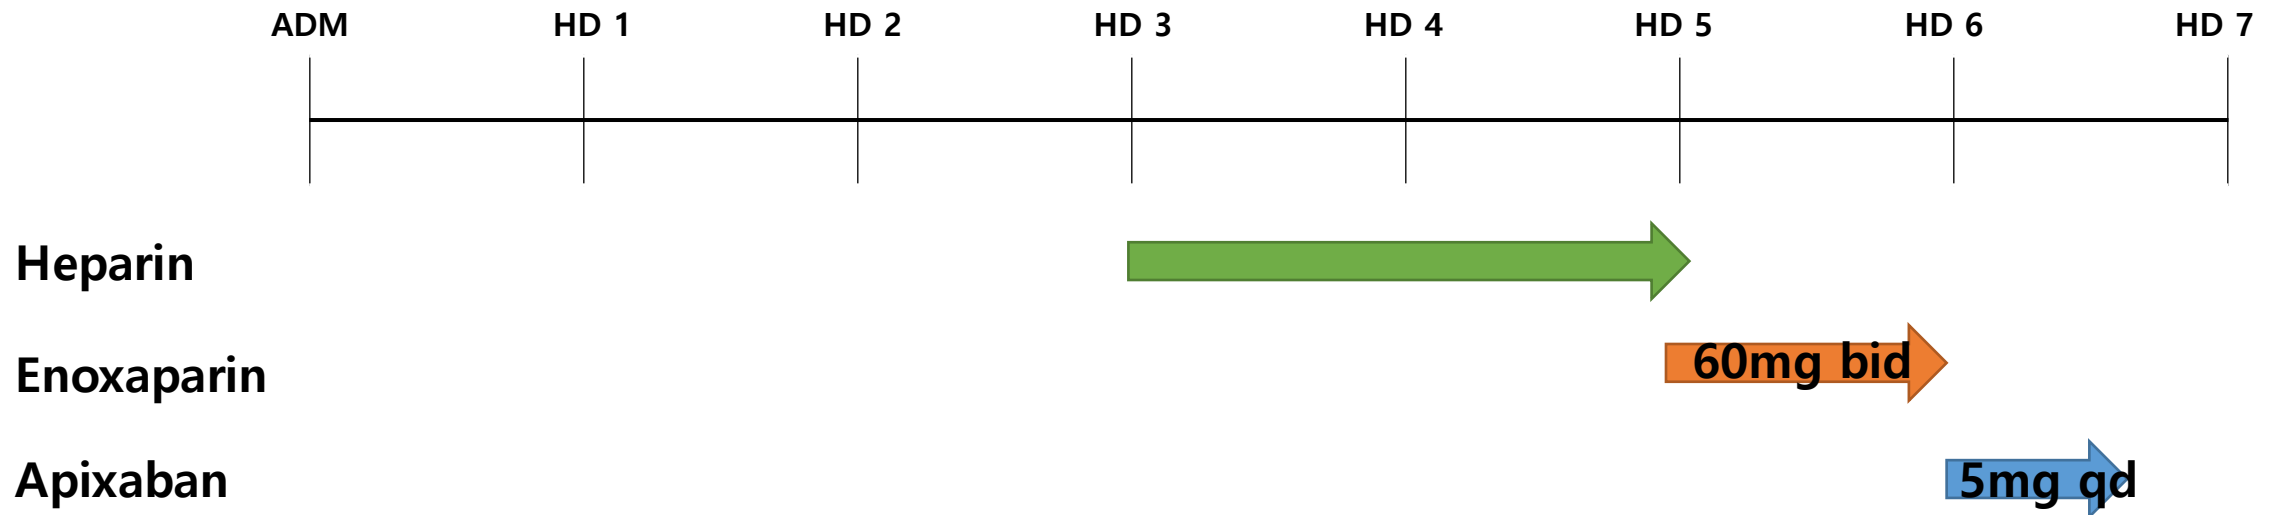 ADM HD 1 HD 2 HD 3 HD 4 HD 5 HD 6 HD 7
Heparin
60mg bid
Enoxaparin
Apixaban 5mg qd